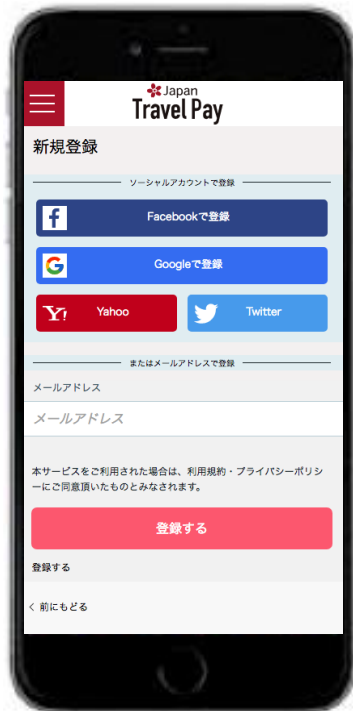 Japan
Travel Pay
新規登録
ソーシャルアカウントで登録
Facebookで登録
Googleで登録
Yahoo
Twitter
またはメールアドレスで登録
メールアドレス
メールアドレス
本サービスをご利用された場合は、利用規約・プライバシーポリシ
ーにご同意頂いたものとみなされます。
登録する
登録する
< 前にもどる